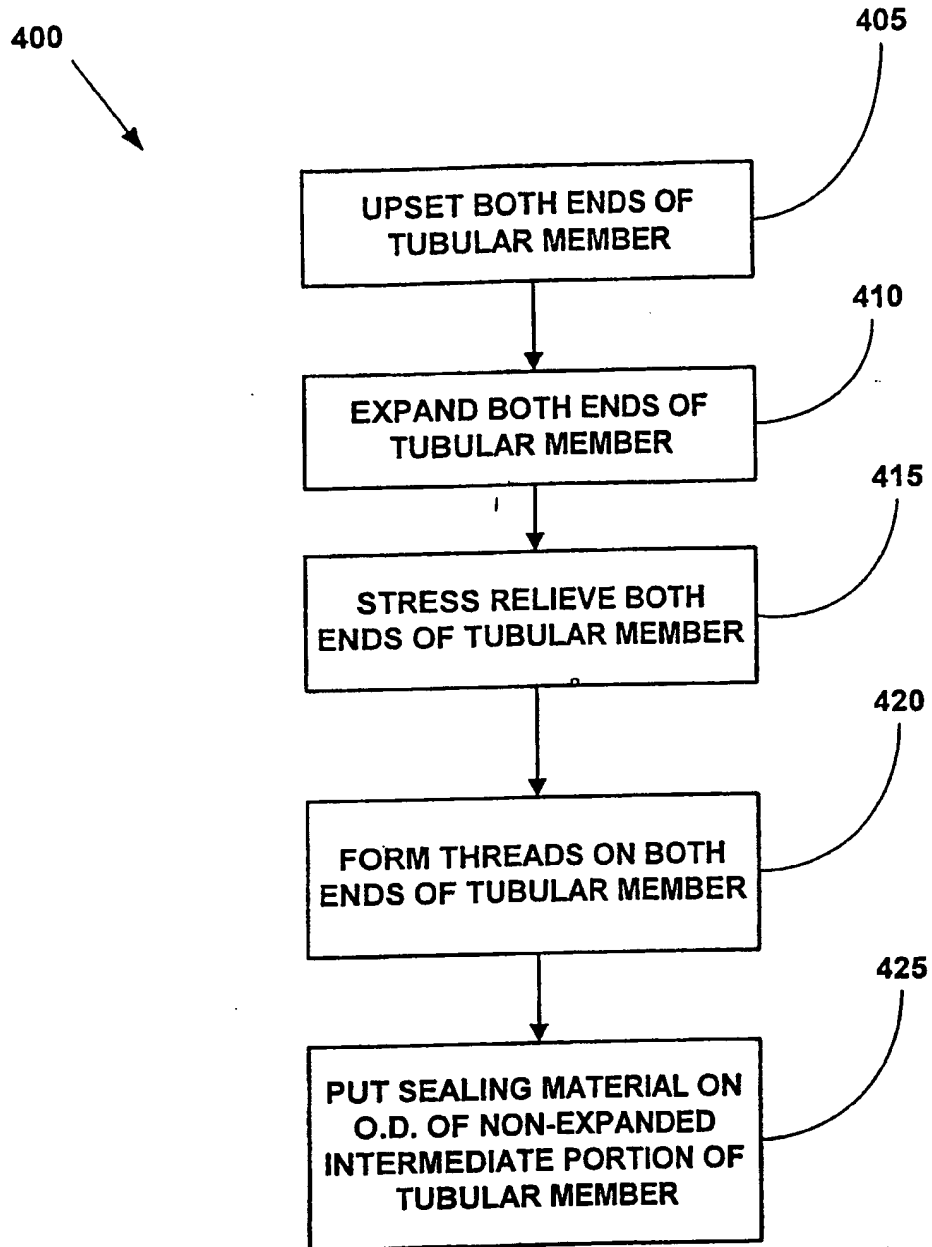 400
405
UPSET BOTH ENDS OF
TUBULAR MEMBER
410
EXPAND BOTH ENDS OF
TUBULAR MEMBER
415
STRESS RELIEVE BOTH
ENDS OF TUBULAR MEMBER
420
FORM THREADS ON BOTH
ENDS OF TUBULAR MEMBER
425
PUT SEALING MATERIAL ON
O.D. OF NON-EXPANDED
INTERMEDIATE PORTION OF
TUBULAR MEMBER